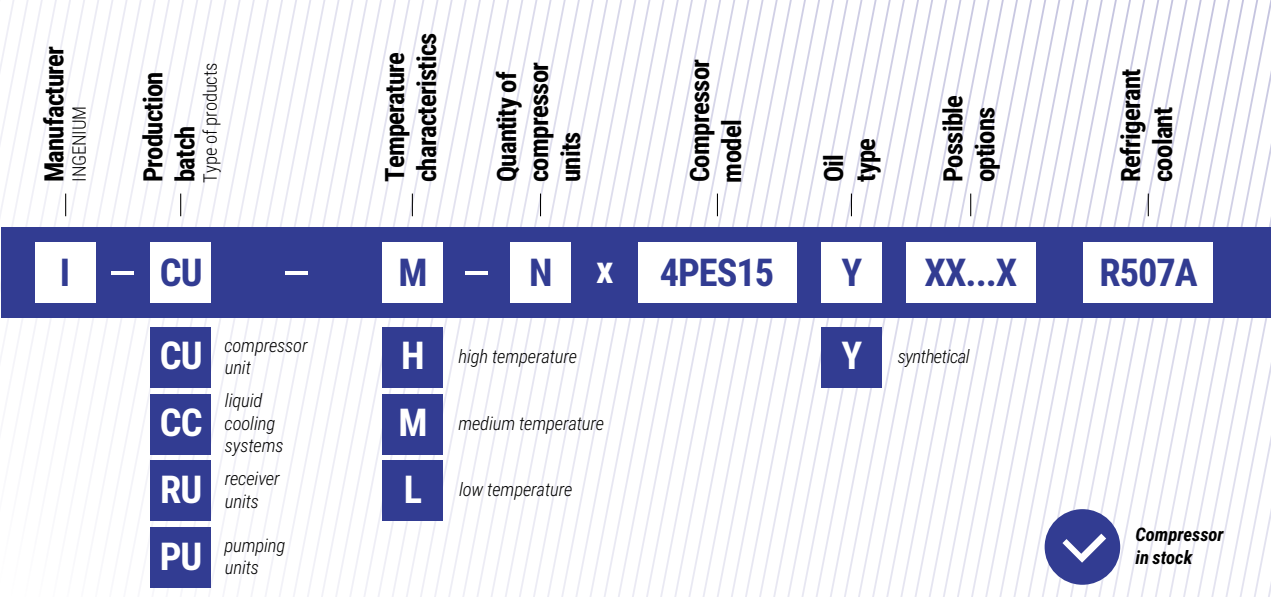 Manufacturer
INGENIUM
Production
batch
Type of products
Temperature
characteristics
Quantity of
compressor
units
Compressor
model
Oil
type
Possible
options
Refrigerant
coolant
I – CU – M – N x 4PES15 Y XX...X R507A
CU
compressor
unit
CC
liquid
cooling
systems
RU
receiver
units
PU
pumping
units
H
high temperature
M
medium temperature
L
low temperature
Y
synthetical
Compressor
in stock